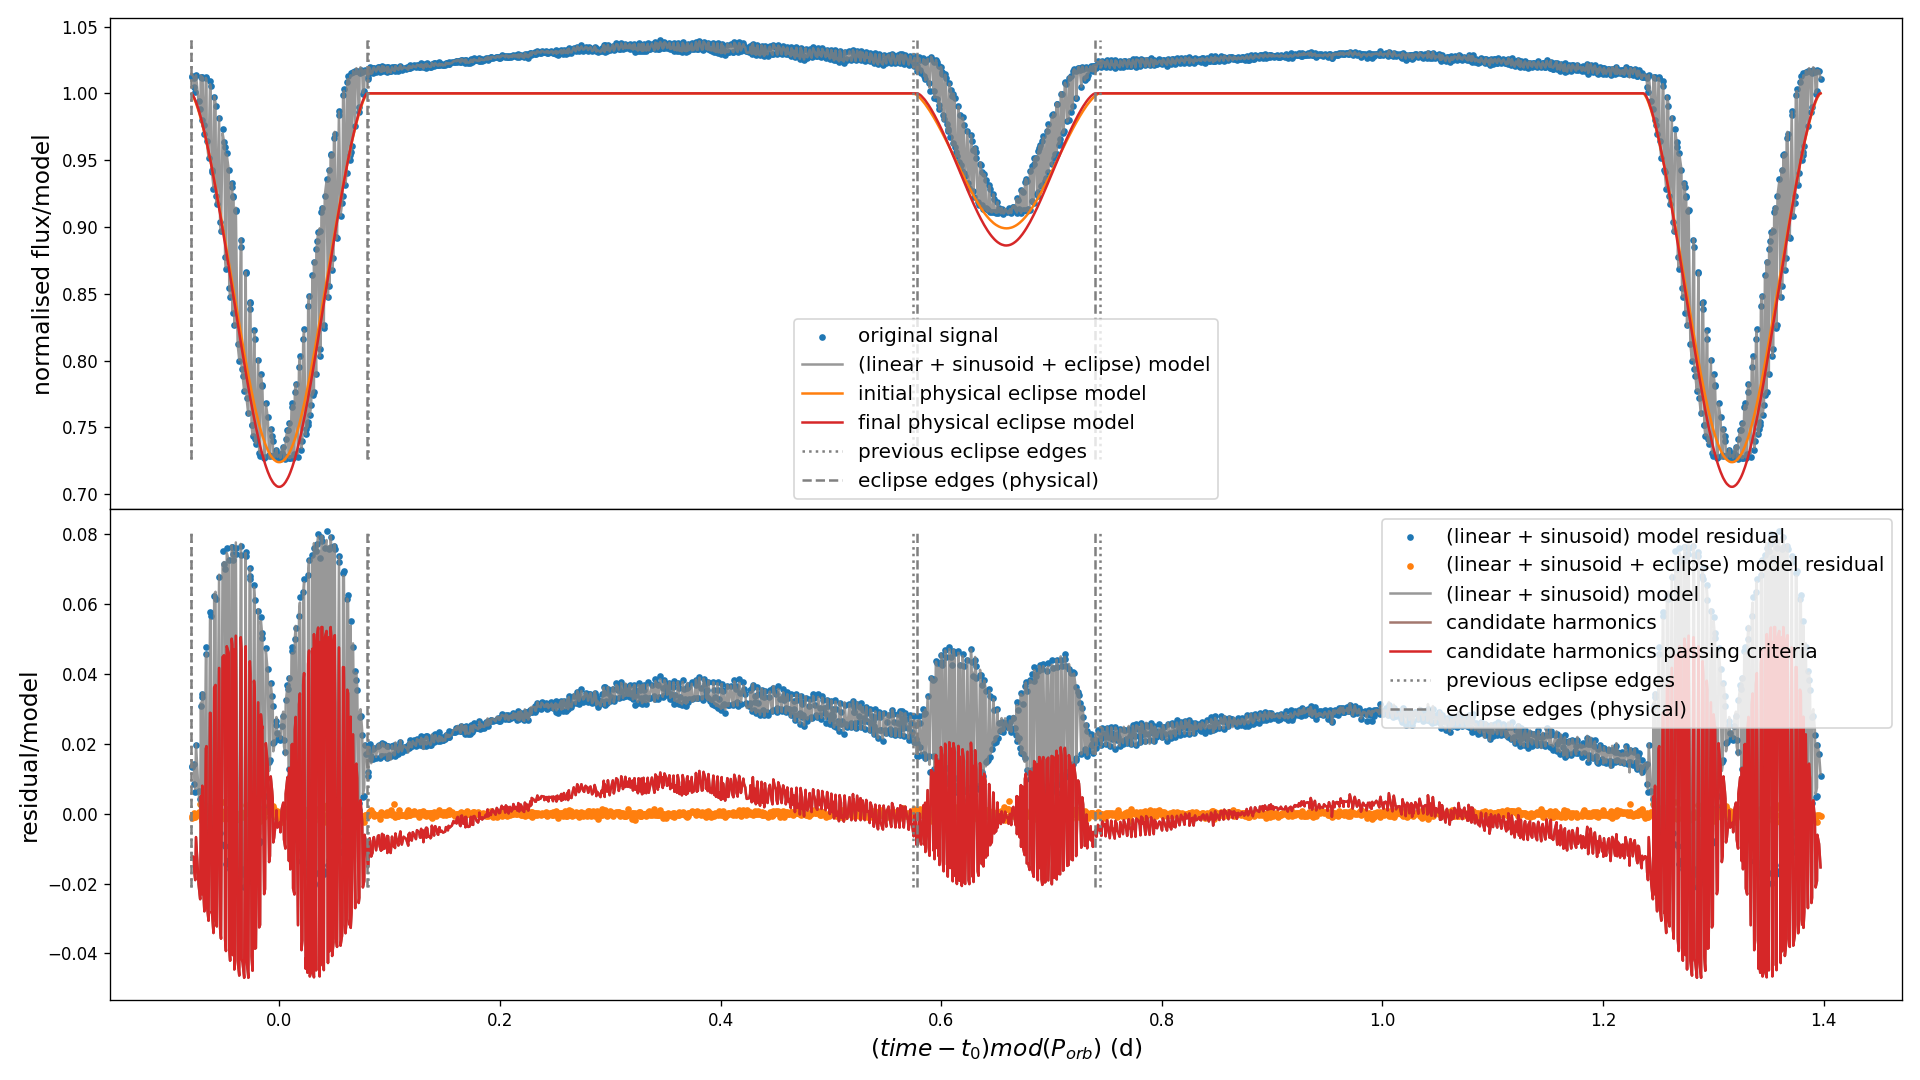 1.05
1.00
0.95
0.90
0.85
0.80
0.75
0.70
normalised flux/model
original signal
(linear + sinusoid + eclipse) model
initial physical eclipse model
final physical eclipse model
previous eclipse edges
eclipse edges (physical)
0.08
0.06
0.04
0.02
0.00
−0.02
−0.04
residual/model
(linear + sinusoid) model residual
(linear + sinusoid + eclipse) model residual
(linear + sinusoid) model
candidate harmonics
candidate harmonics passing criteria
previous eclipse edges
eclipse edges (physical)
0.0 0.2 0.4 0.6 0.8 1.0 1.2 1.4
(time − t₀)mod(P_orb) (d)